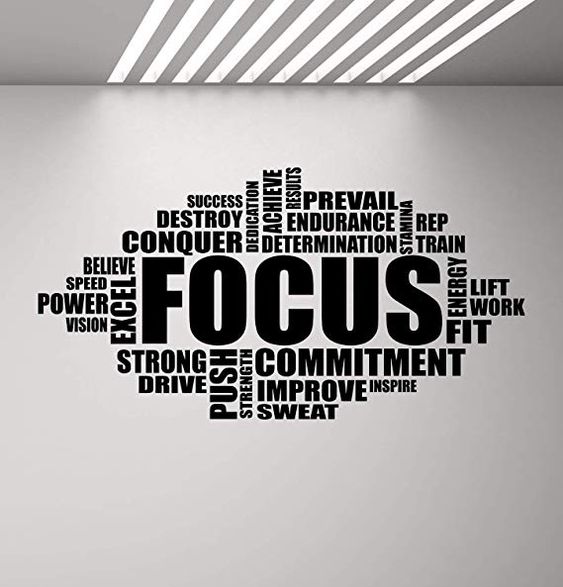 SUCCESS
DESTROY
CONQUER
DEDICATION
ACHIEVE
RESULTS
PREVAIL
ENDURANCE
DETERMINATION
STAMINA
REP
TRAIN
BELIEVE
SPEED
POWER
VISION
EXCEL
FOCUS
ENERGY
LIFT
WORK
FIT
STRONG
DRIVE
PUSH
STRENGTH
COMMITMENT
IMPROVE
INSPIRE
SWEAT